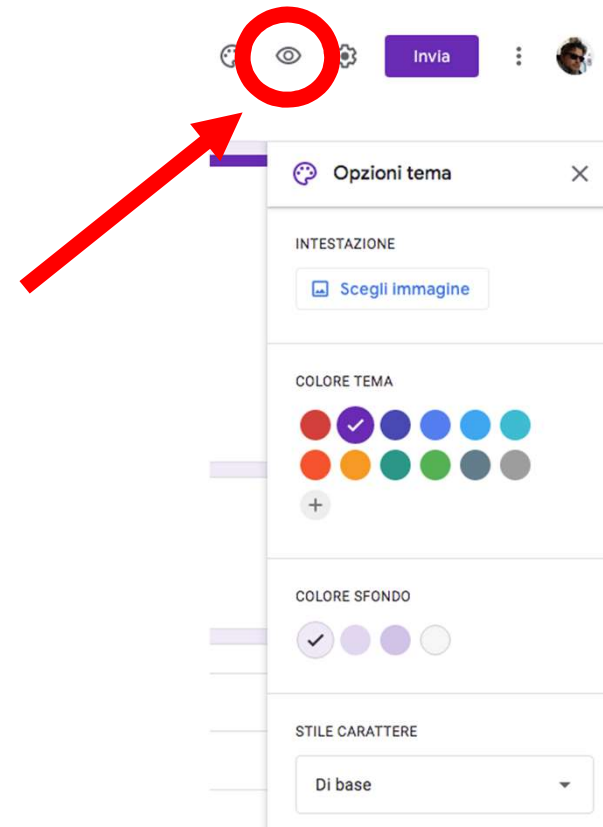 Invia
Opzioni tema
INTESTAZIONE
Scegli immagine
COLORE TEMA
COLORE SFONDO
STILE CARATTERE
Di base